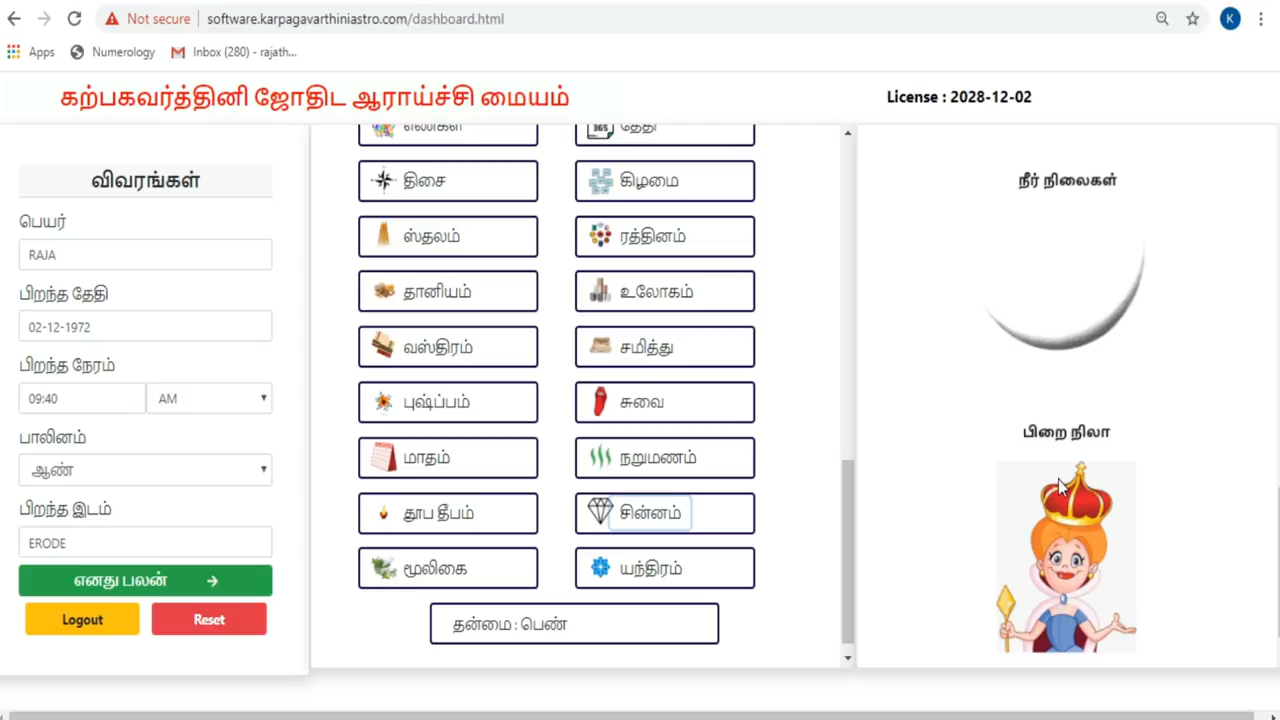 Not secure
software.karpagavarthiniastro.com/dashboard.html
K
Apps
Numerology
Inbox (280) - rajath...
கற்பகவர்த்தினி ஜோதிட ஆராய்ச்சி மையம்
License : 2028-12-02
விவரங்கள்
பெயர்
RAJA
பிறந்த தேதி
02-12-1972
பிறந்த நேரம்
09:40
AM
பாலினம்
ஆண்
பிறந்த இடம்
ERODE
எனது பலன் →
Logout
Reset
எண்கள்
365
தேதி
திசை
கிழமை
ஸ்தலம்
ரத்தினம்
தானியம்
உலோகம்
வஸ்திரம்
சமித்து
புஷ்ப்பம்
சுவை
மாதம்
நறுமணம்
தூப தீபம்
சின்னம்
மூலிகை
யந்திரம்
தன்மை : பெண்
நீர் நிலைகள்
பிறை நிலா